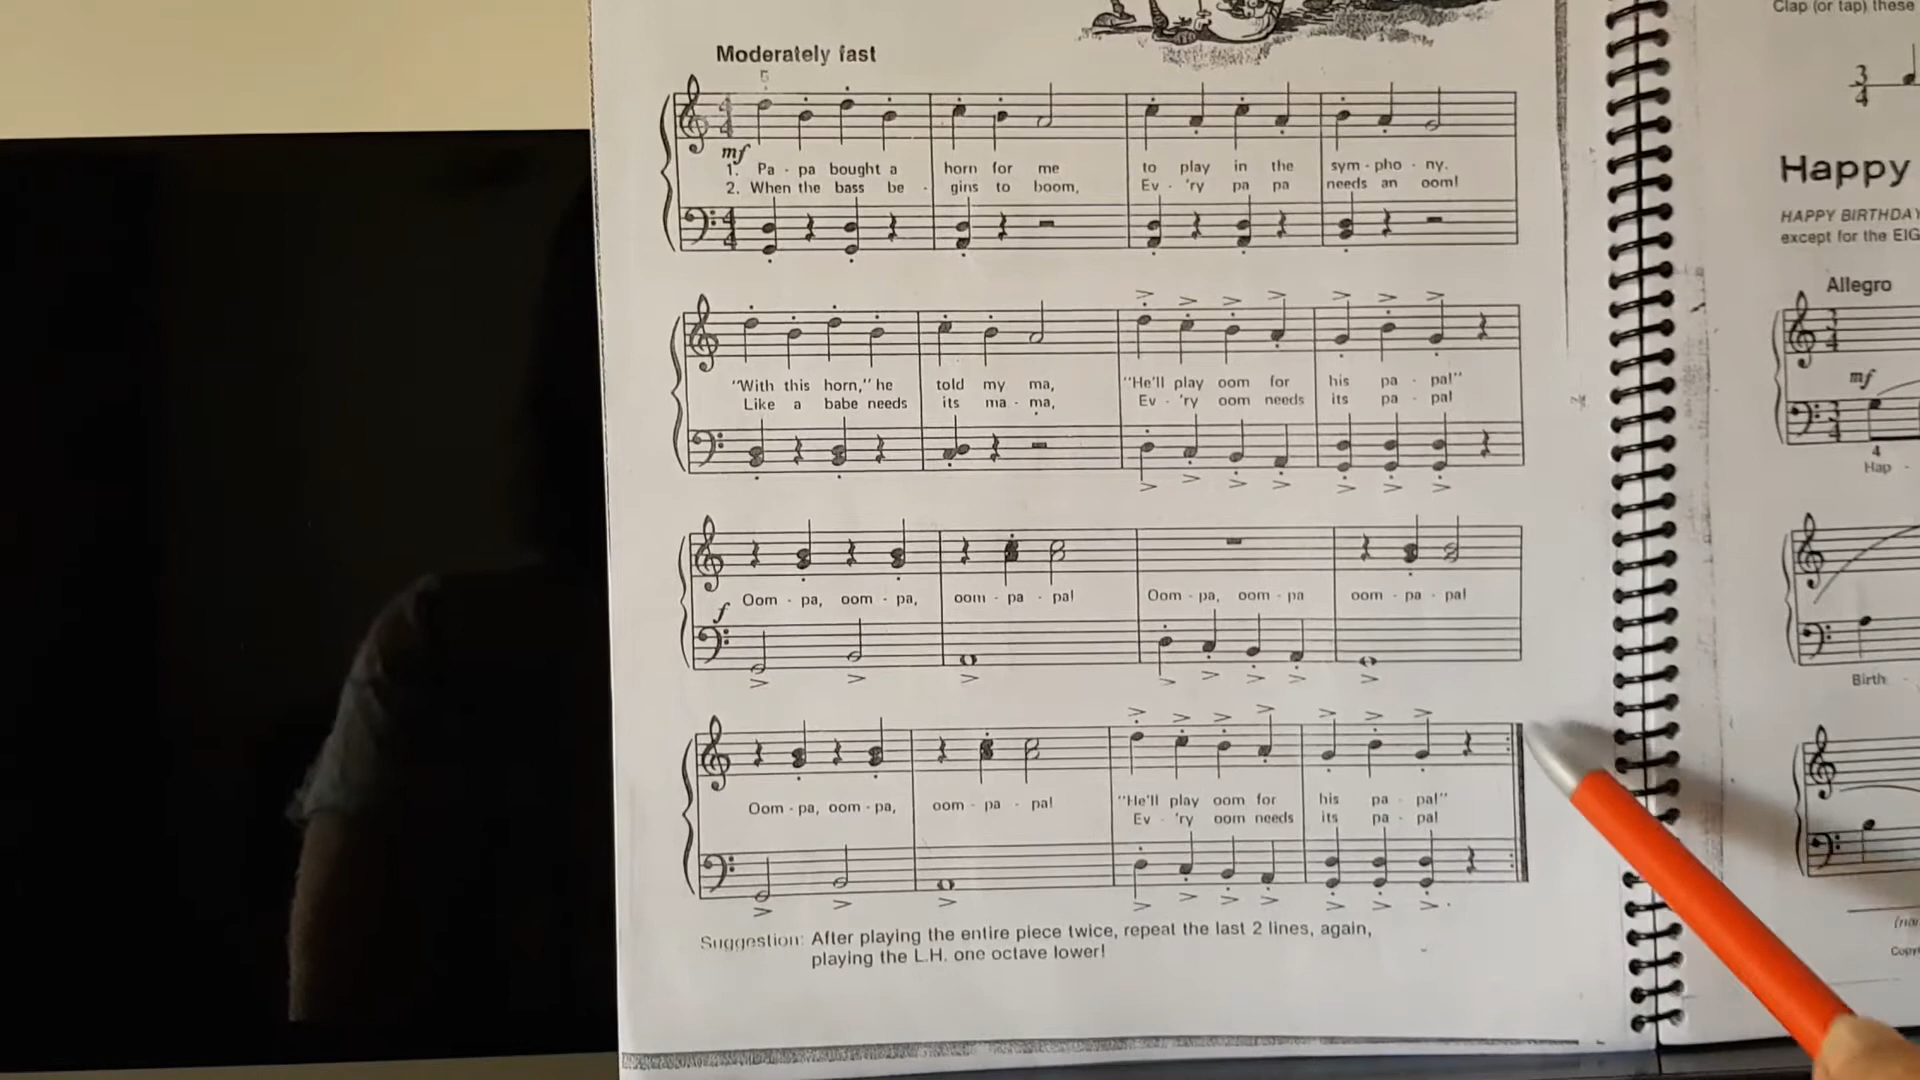 Clap (or tap) these
Moderately fast
5
mf
1. Pa - pa bought a horn for me to play in the sym - pho - ny.
2. When the bass be - gins to boom, Ev - 'ry pa pa needs an oom!
"With this horn," he told my ma, "He'll play oom for his pa - pa!"
Like a babe needs its ma - ma, Ev - 'ry oom needs its pa - pa!
f
Oom - pa, oom - pa, oom - pa - pa! Oom - pa, oom - pa oom - pa - pa!
Oom - pa, oom - pa, oom - pa - pa! "He'll play oom for his pa - pa!"
Ev - 'ry oom needs its pa - pa!
Suggestion: After playing the entire piece twice, repeat the last 2 lines, again,
playing the L.H. one octave lower!
3
4
Happy
HAPPY BIRTHDA
except for the EIG
Allegro
mf
4
Hap -
Birth -